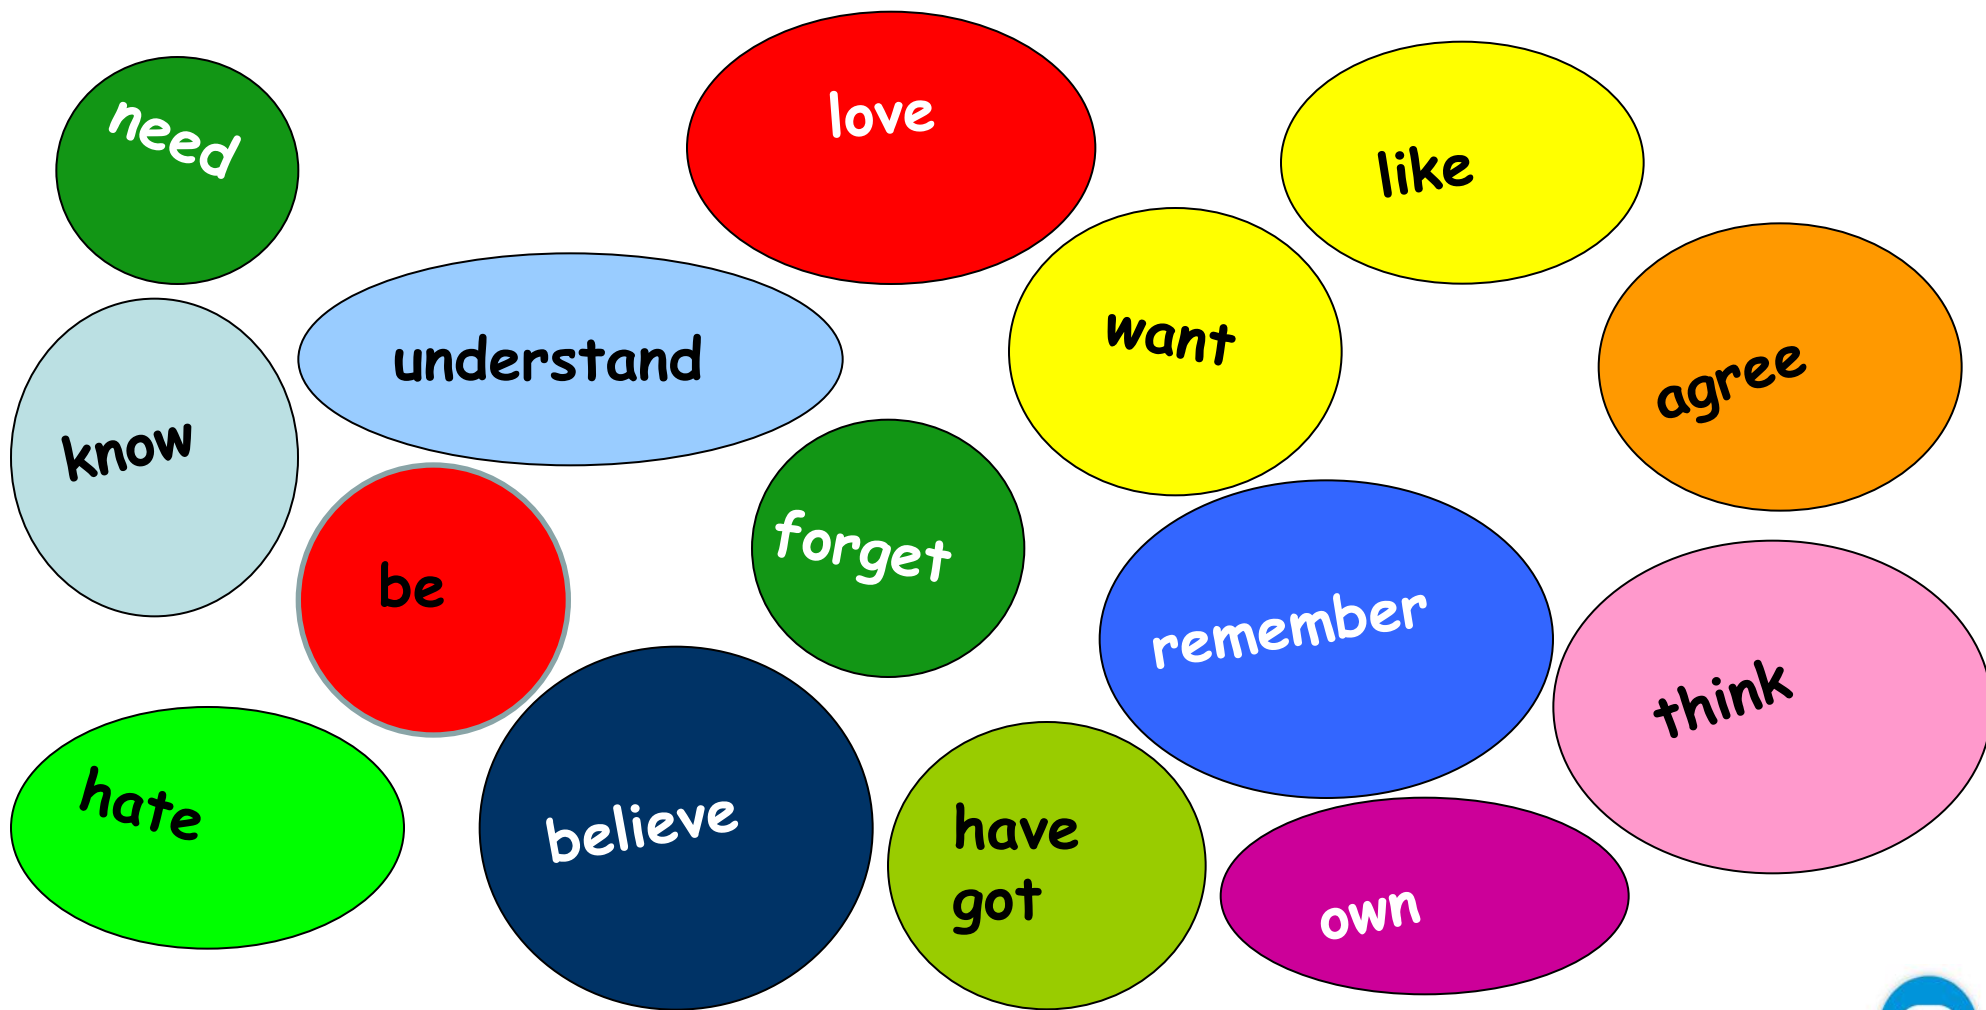 need
love
like
understand
want
agree
know
be
forget
remember
think
hate
believe
have
got
own